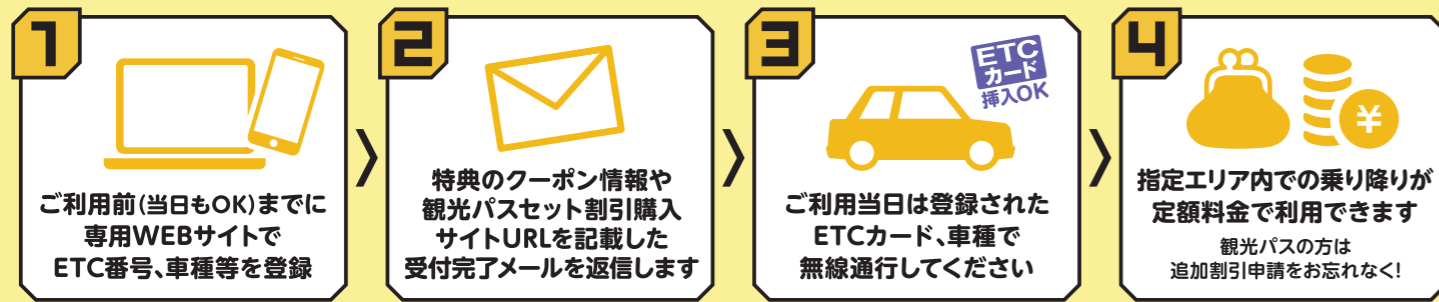 1
ご利用前(当日もOK)までに
専用WEBサイトで
ETC番号、車種等を登録
2
特典のクーポン情報や
観光パスセット割引購入
サイトURLを記載した
受付完了メールを返信します
3
ETC
カード
挿入OK
ご利用当日は登録された
ETCカード、車種で
無線通行してください
4
¥
指定エリア内での乗り降りが
定額料金で利用できます
観光パスの方は
追加割引申請をお忘れなく!